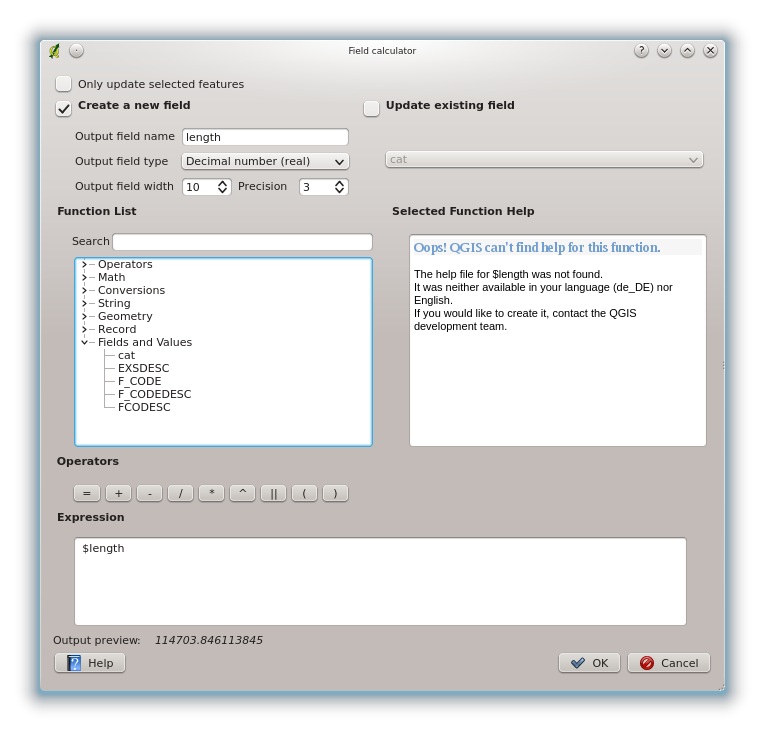 Field calculator
Only update selected features
Create a new field
Update existing field
Output field name length
Output field type Decimal number (real)
cat
Output field width 10 Precision 3
Function List
Selected Function Help
Search
Operators
Math
Conversions
String
Geometry
Record
Fields and Values
cat
EXSDESC
F_CODE
F_CODEDESC
FCODESC
Oops! QGIS can't find help for this function.
The help file for $length was not found.
It was neither available in your language (de_DE) nor
English.
If you would like to create it, contact the QGIS
development team.
Operators
= + - / * ^ || ( )
Expression
$length
Output preview: 114703.846113845
Help OK Cancel